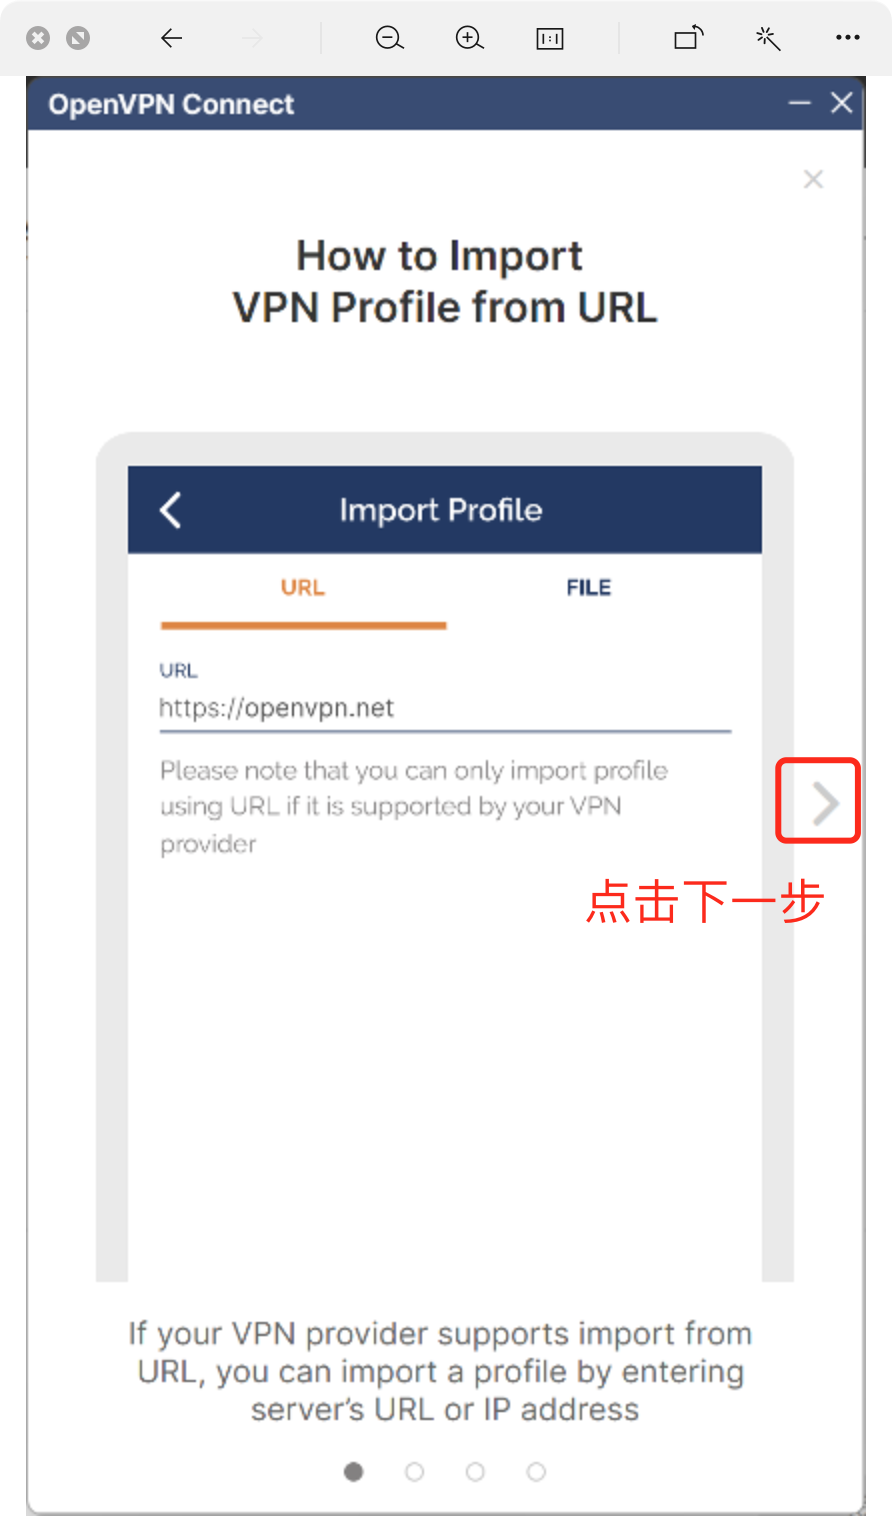 OpenVPN Connect
How to Import
VPN Profile from URL
Import Profile
URL
FILE
URL
https://openvpn.net
Please note that you can only import profile
using URL if it is supported by your VPN
provider
点击下一步
If your VPN provider supports import from
URL, you can import a profile by entering
server's URL or IP address